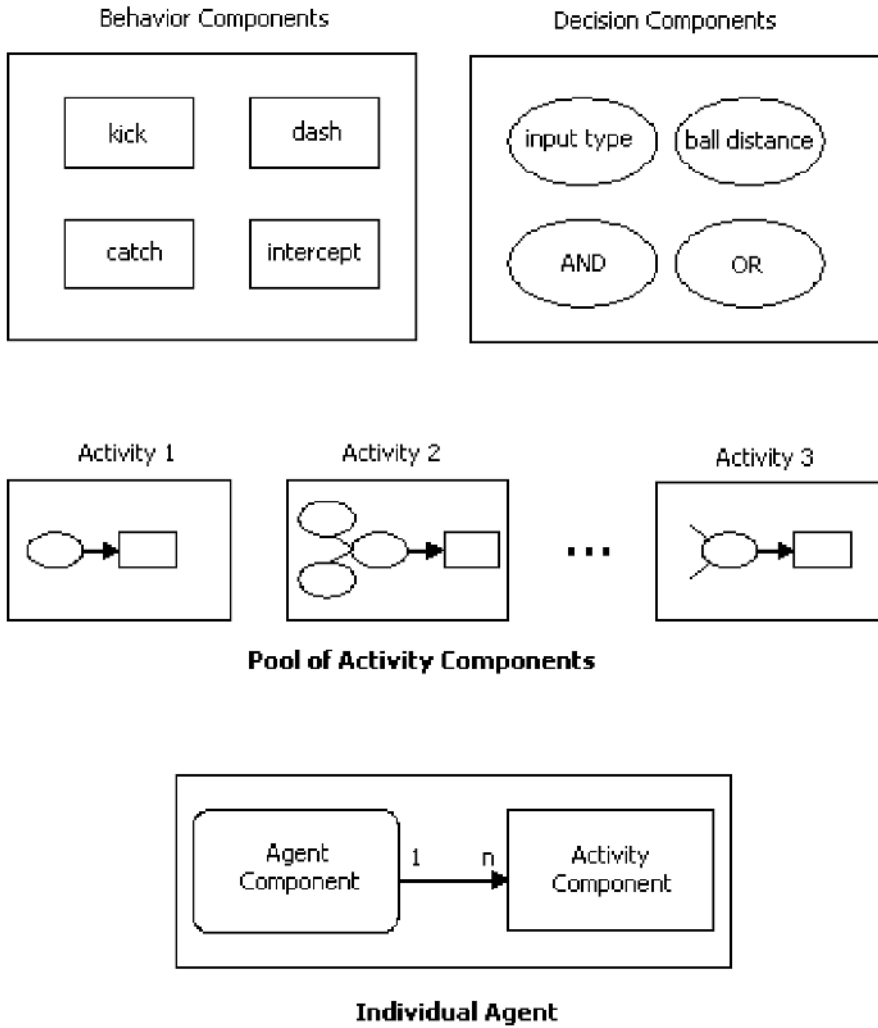 Behavior Components
Decision Components
kick
dash
input type
ball distance
catch
intercept
AND
OR
Activity 1
Activity 2
Activity 3
...
Pool of Activity Components
Agent
Component
1
n
Activity
Component
Individual Agent